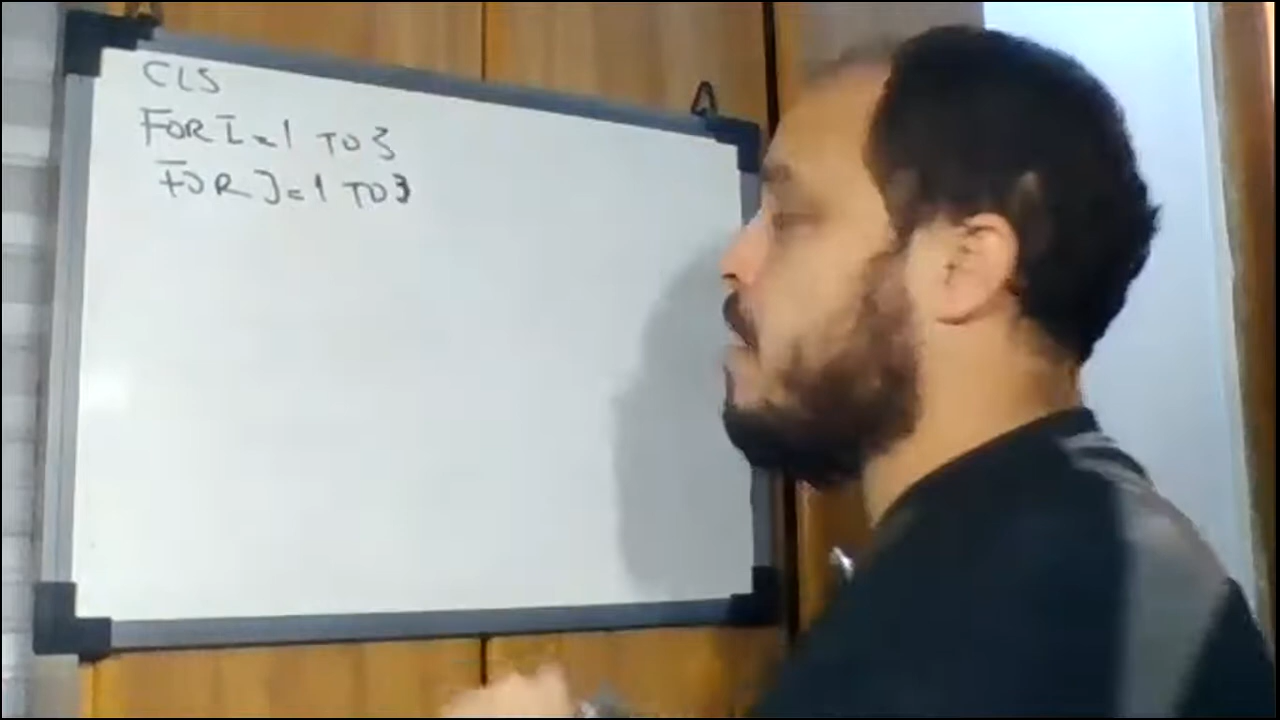 CLS
FOR I = 1 TO 3
FOR J = 1 TO 3